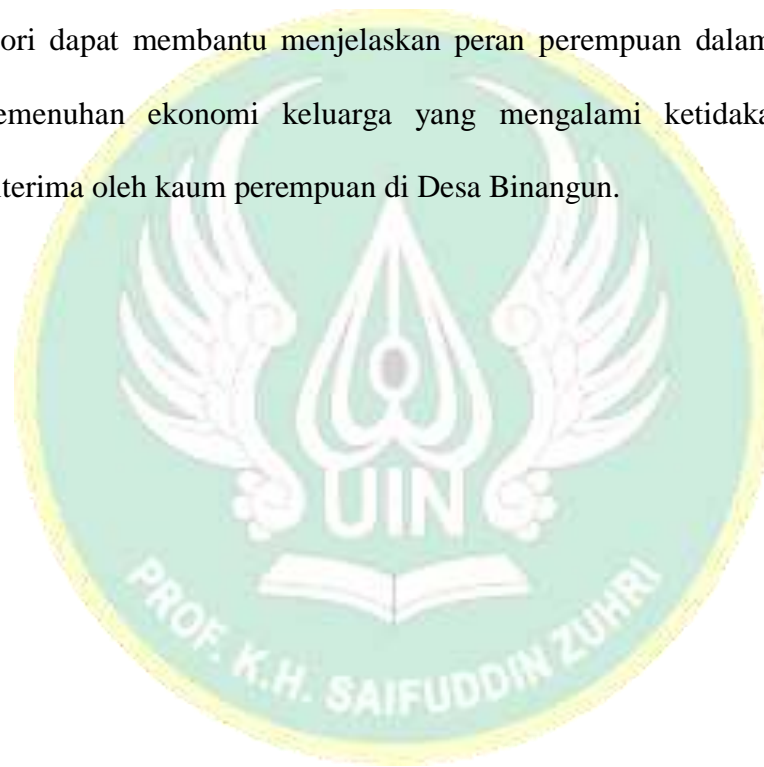 ori dapat membantu menjelaskan peran perempuan dalam
emenuhan ekonomi keluarga yang mengalami ketidaka
terima oleh kaum perempuan di Desa Binangun.
UIN
PROF. K.H. SAIFUDDIN ZUHRI